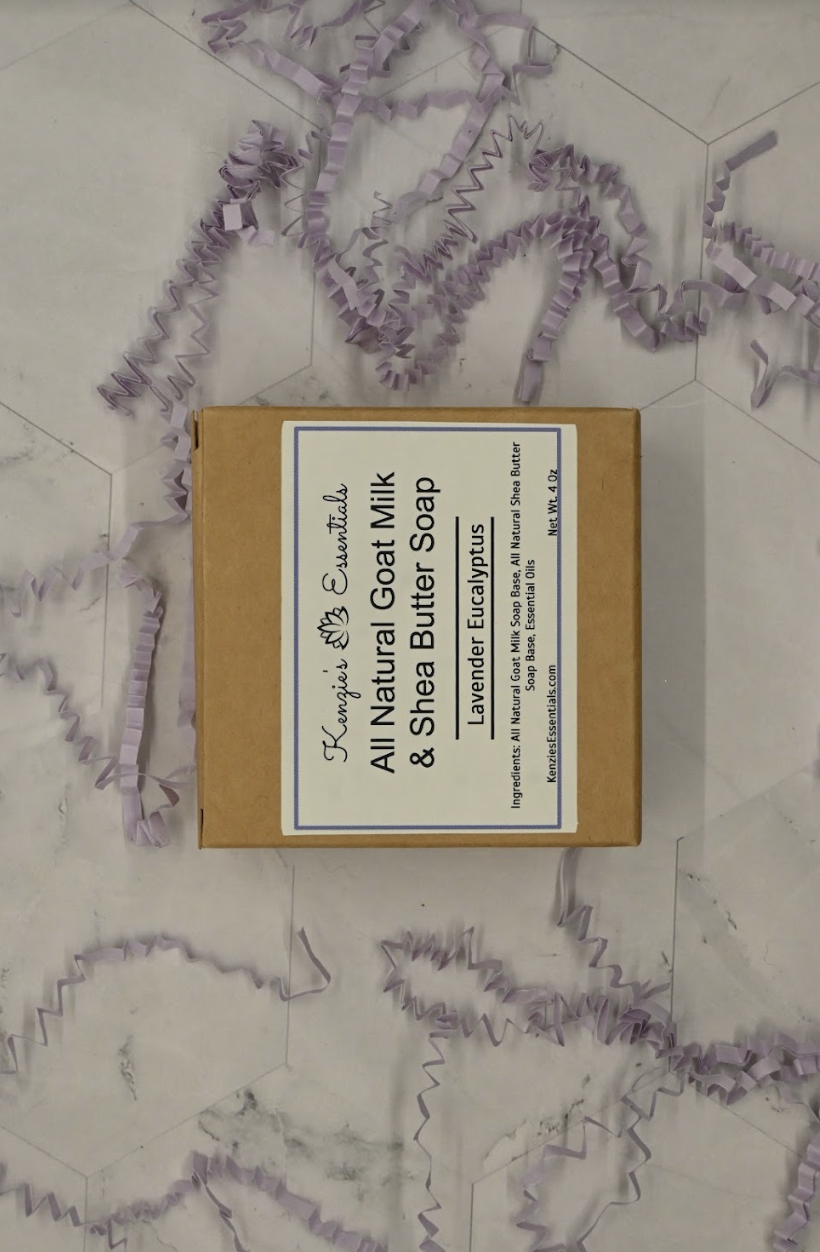 Kenzie's Essentials
All Natural Goat Milk
& Shea Butter Soap
Lavender Eucalyptus
Ingredients: All Natural Goat Milk Soap Base, All Natural Shea Butter
Soap Base, Essential Oils
KenziesEssentials.com Net Wt. 4 Oz